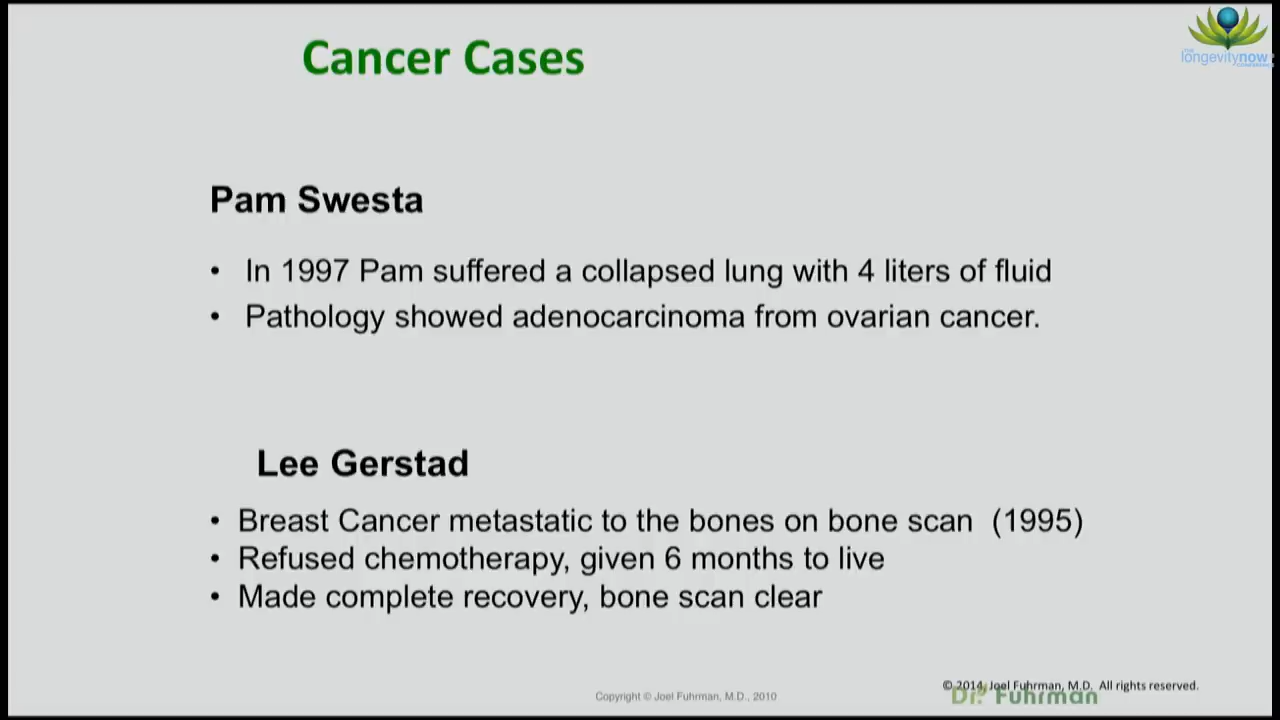 Cancer Cases
the
longevitynow
CONFERENCE
Pam Swesta
• In 1997 Pam suffered a collapsed lung with 4 liters of fluid
• Pathology showed adenocarcinoma from ovarian cancer.
Lee Gerstad
• Breast Cancer metastatic to the bones on bone scan (1995)
• Refused chemotherapy, given 6 months to live
• Made complete recovery, bone scan clear
© 2014, Joel Fuhrman, M.D. All rights reserved.
Copyright © Joel Fuhrman, M.D., 2010
Dr. Fuhrman